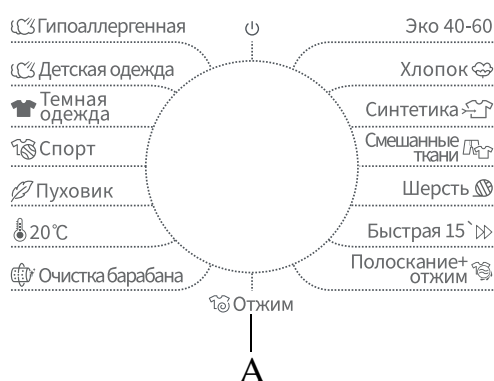 Гипоаллергенная
Детская одежда
Темная
одежда
Спорт
Пуховик
20℃
Очистка барабана
Эко 40-60
Хлопок
Синтетика
Смешанные
ткани
Шерсть
Быстрая 15`
Полоскание+
отжим
Отжим
A